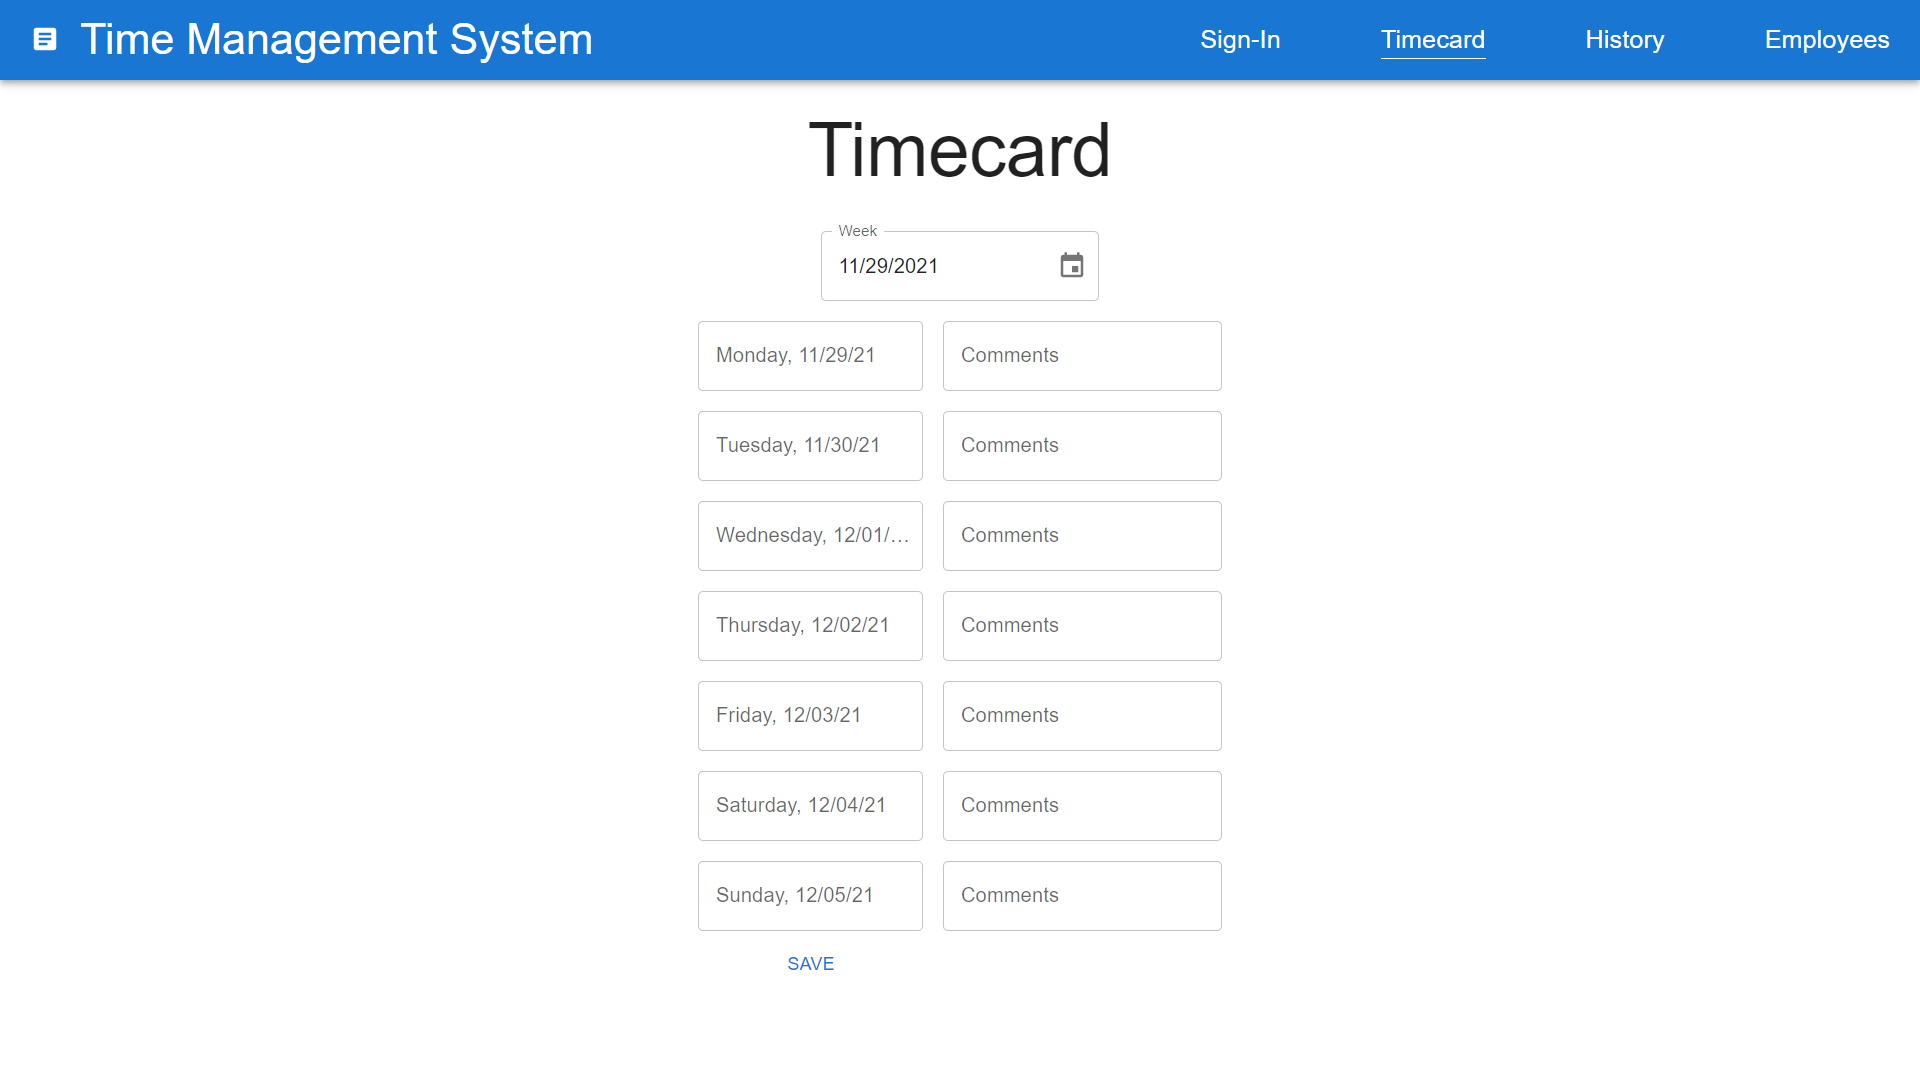 Time Management System
Sign-In
Timecard
History
Employees
Timecard
Week
11/29/2021
Monday, 11/29/21
Comments
Tuesday, 11/30/21
Comments
Wednesday, 12/01/…
Comments
Thursday, 12/02/21
Comments
Friday, 12/03/21
Comments
Saturday, 12/04/21
Comments
Sunday, 12/05/21
Comments
SAVE